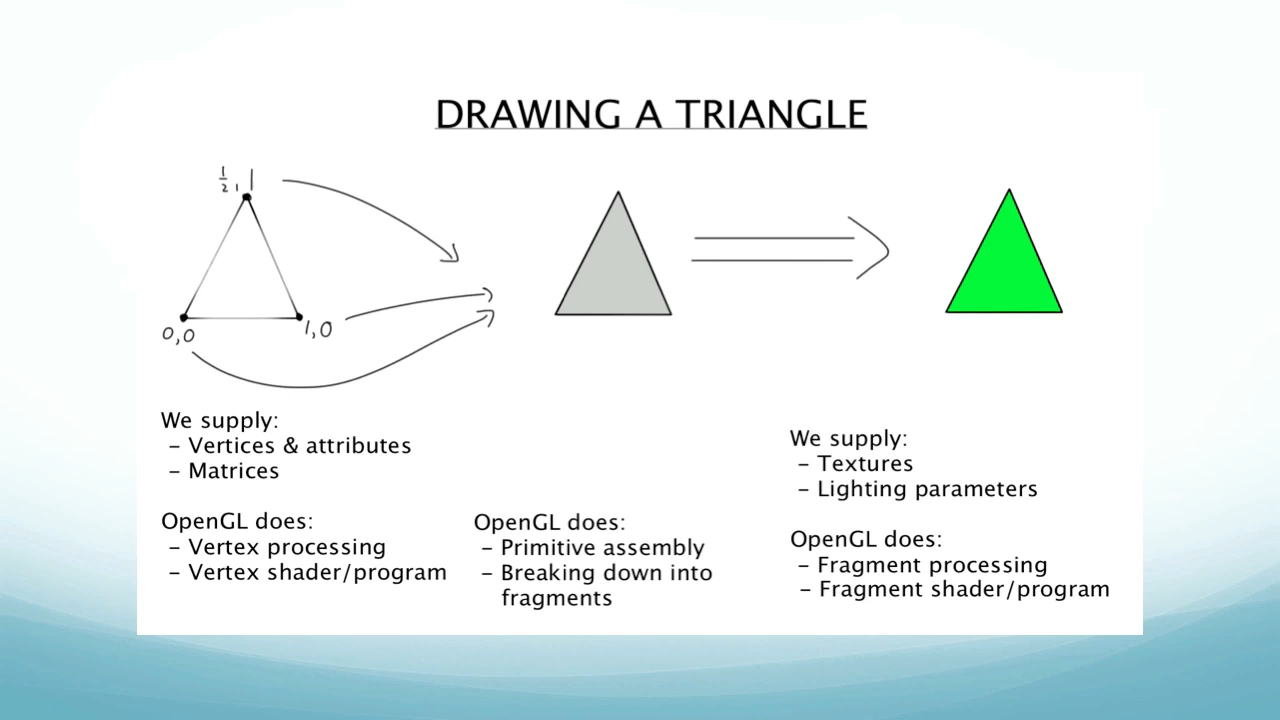 DRAWING A TRIANGLE
½, 1
0,0
1,0
We supply:
– Vertices & attributes
– Matrices
OpenGL does:
– Vertex processing
– Vertex shader/program
OpenGL does:
– Primitive assembly
– Breaking down into
fragments
We supply:
– Textures
– Lighting parameters
OpenGL does:
– Fragment processing
– Fragment shader/program